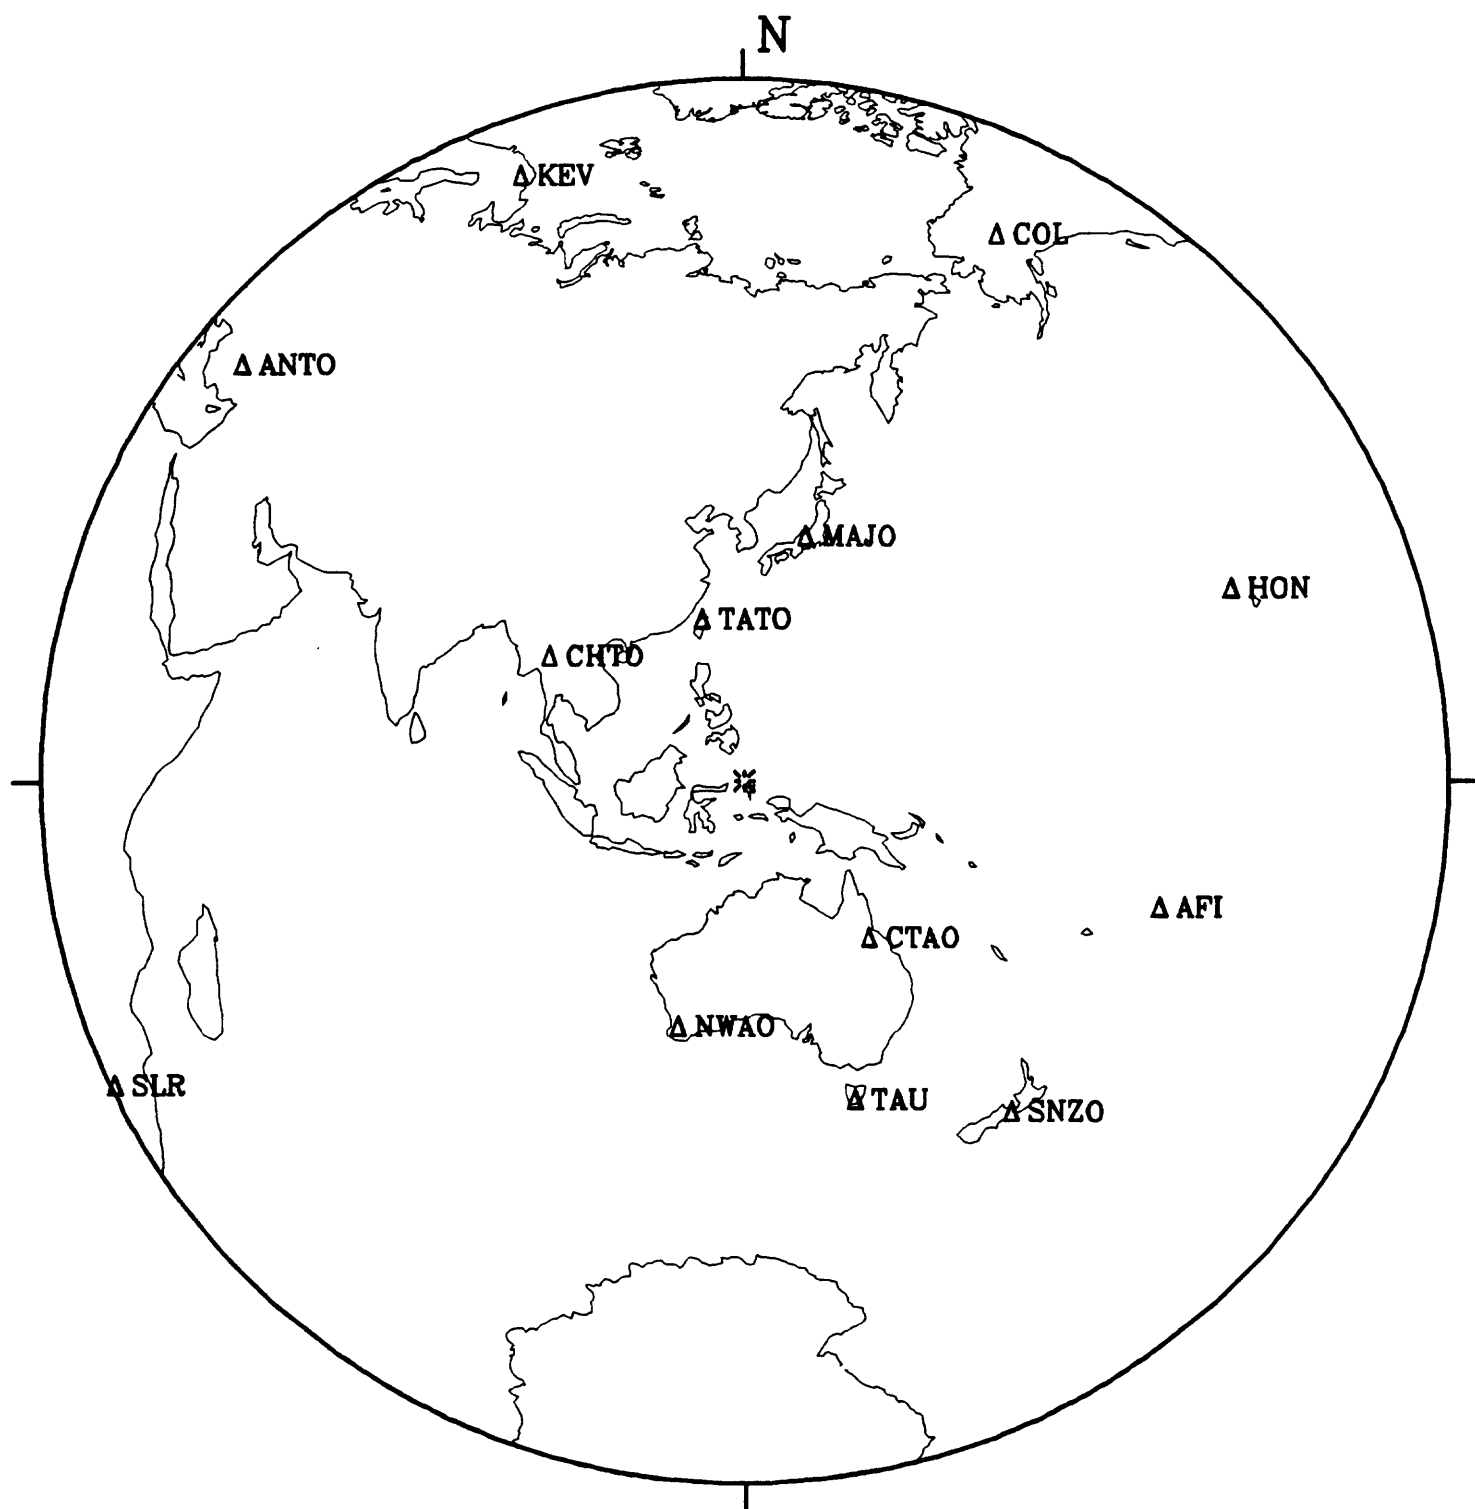 N
KEV
COL
ANTO
MAJO
HON
TATO
CHTO
AFI
CTAO
NWAO
SLR
TAU
SNZO